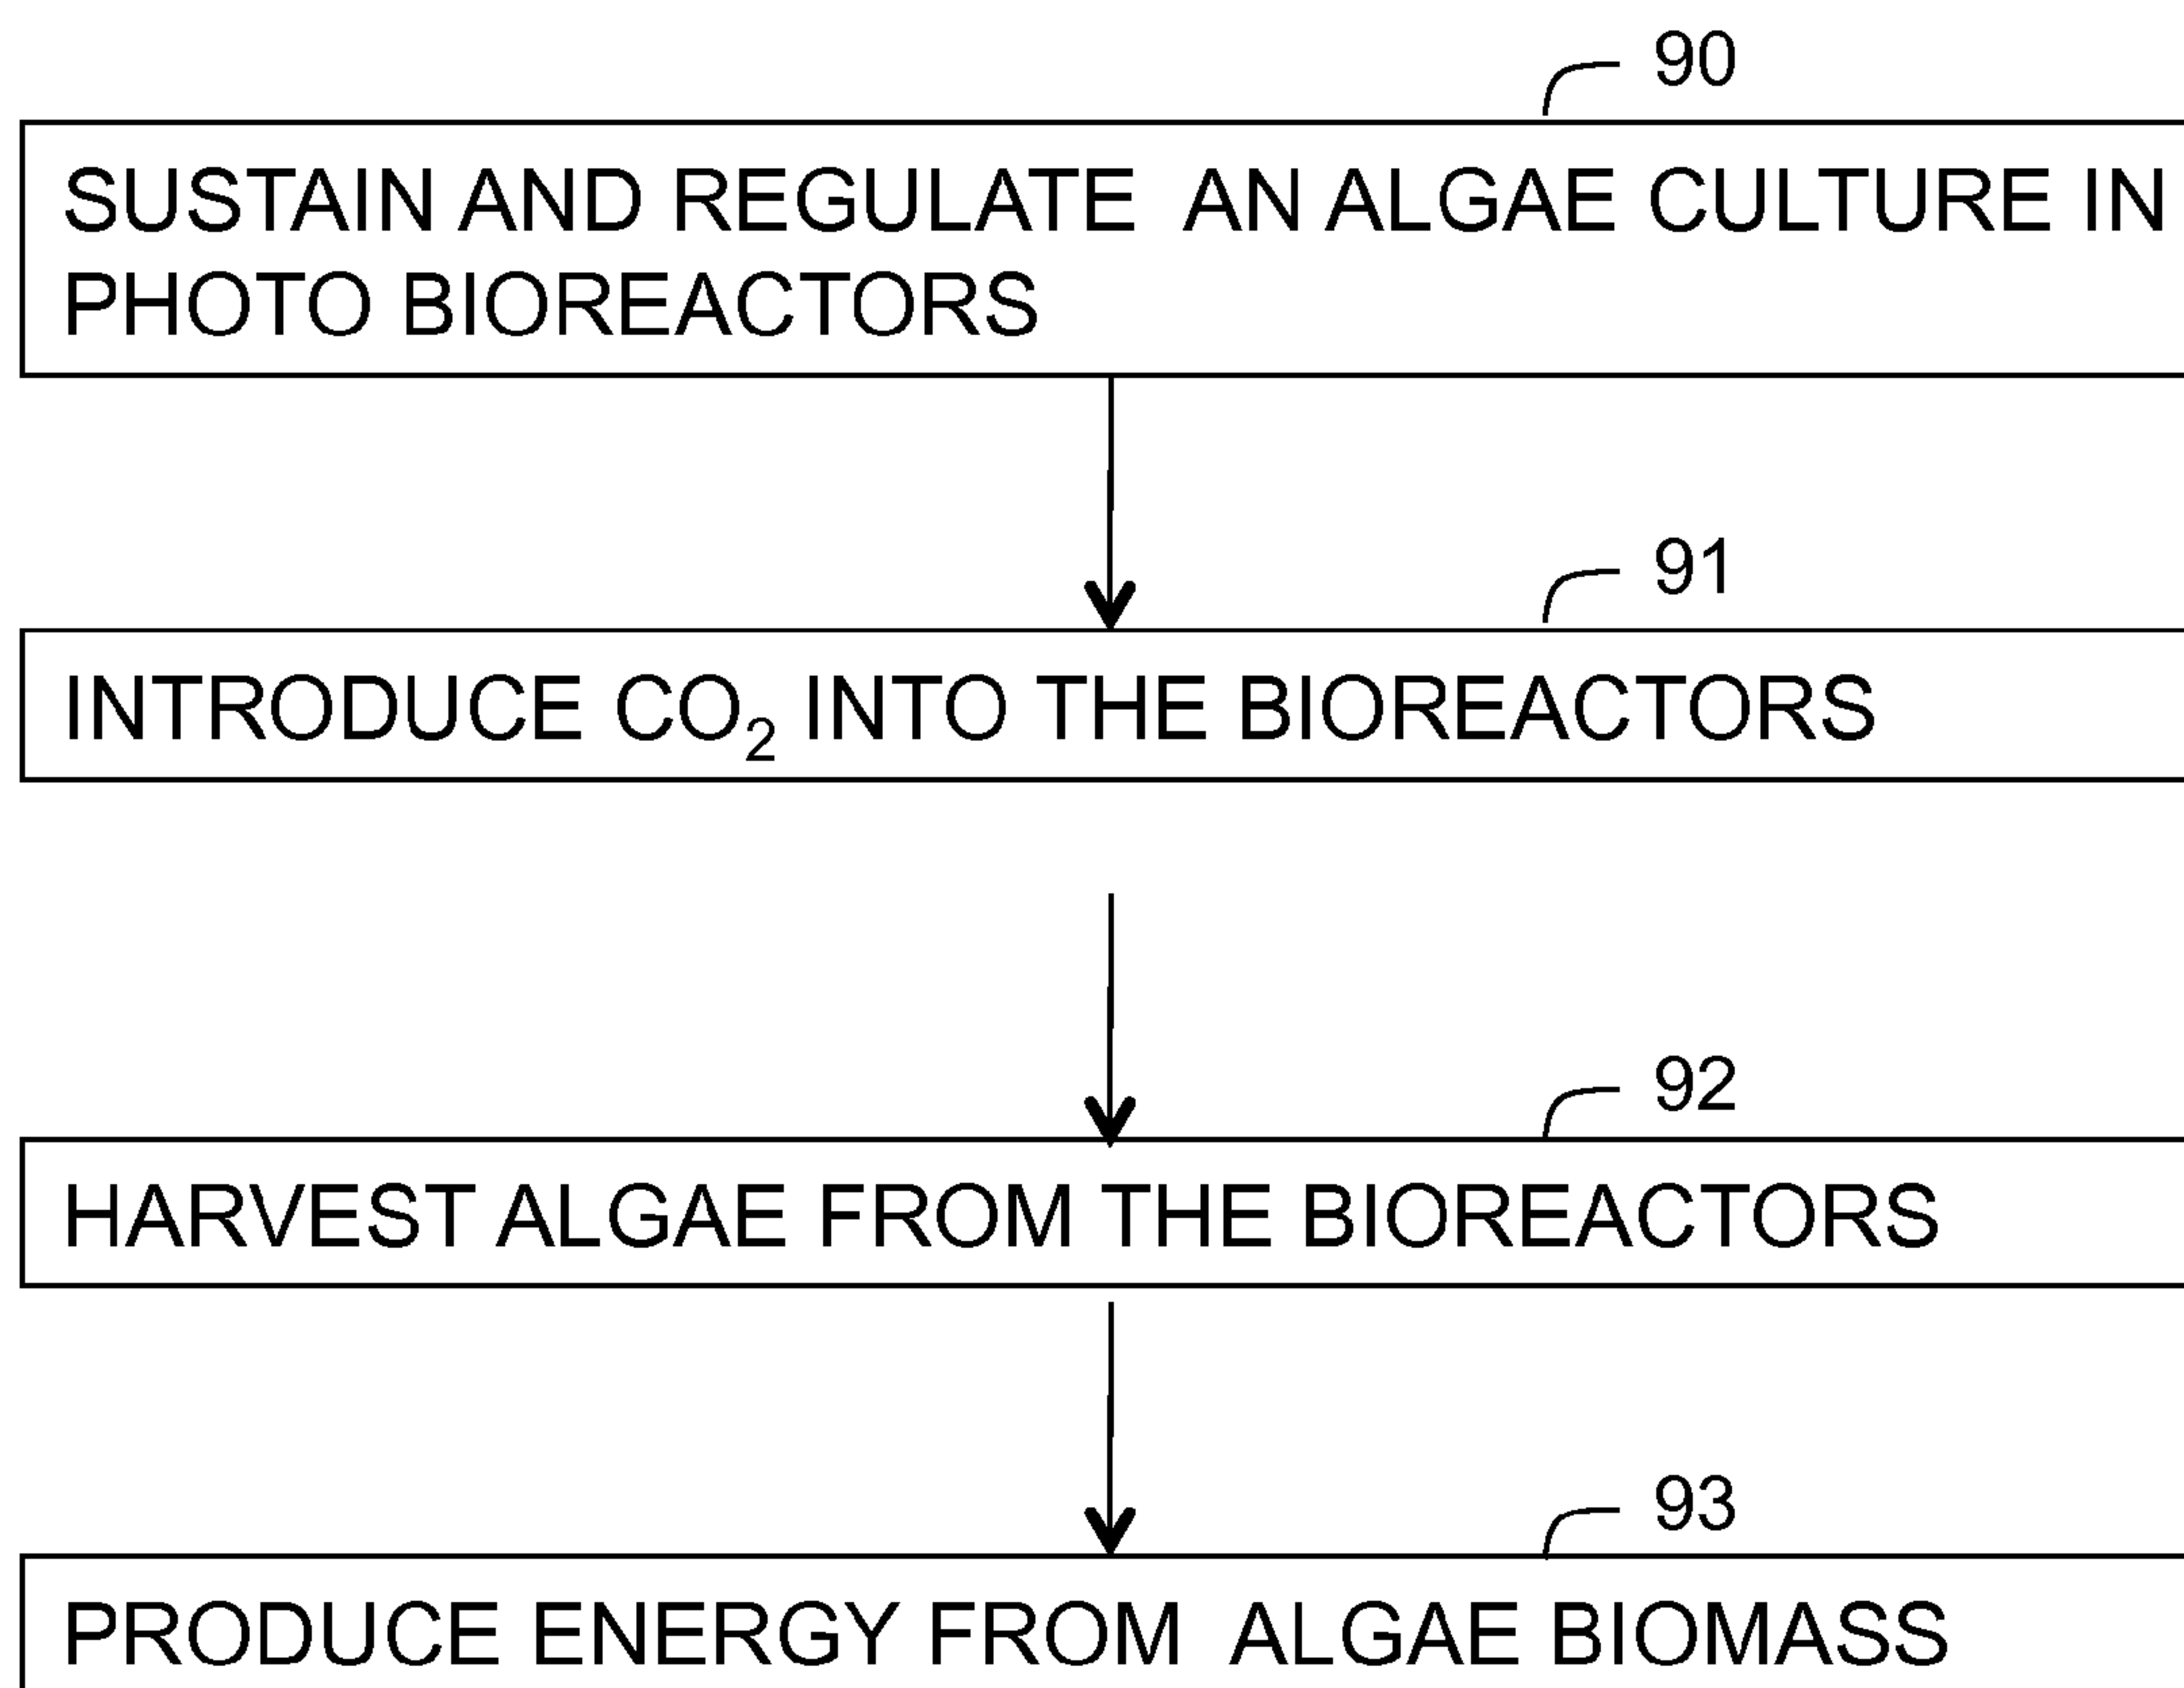 90
SUSTAIN AND REGULATE AN ALGAE CULTURE IN
PHOTO BIOREACTORS
91
INTRODUCE CO₂ INTO THE BIOREACTORS
92
HARVEST ALGAE FROM THE BIOREACTORS
93
PRODUCE ENERGY FROM ALGAE BIOMASS